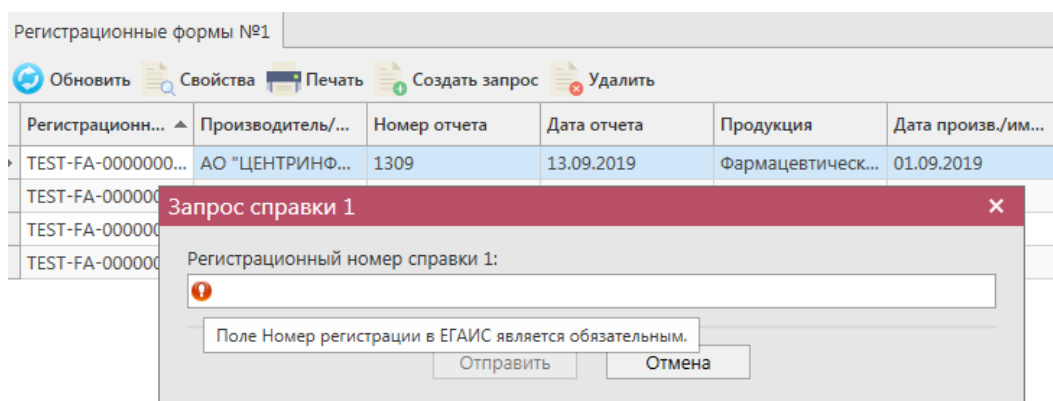 Регистрационные формы №1
Обновить Свойства Печать Создать запрос Удалить
Регистрационн... Производитель/... Номер отчета Дата отчета Продукция Дата произв./им...
TEST-FA-0000000... АО "ЦЕНТРИНФ... 1309 13.09.2019 Фармацевтическ... 01.09.2019
TEST-FA-000000
TEST-FA-000000
TEST-FA-000000
Запрос справки 1
Регистрационный номер справки 1:
Поле Номер регистрации в ЕГАИС является обязательным.
Отправить Отмена